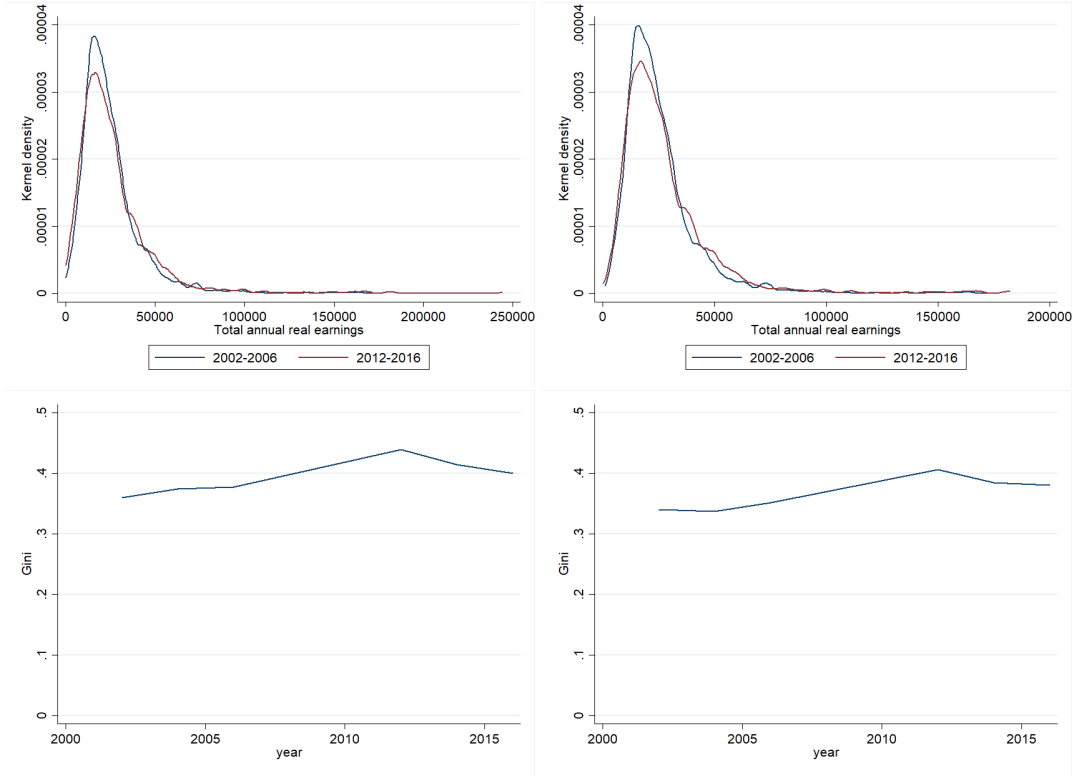 .00004
.00003
.00002
.00001
0
Kernel density
0 50000 100000 150000 200000 250000
Total annual real earnings
2002-2006 2012-2016
.00004
.00003
.00002
.00001
0
Kernel density
0 50000 100000 150000 200000
Total annual real earnings
2002-2006 2012-2016
.5
.4
.3
.2
.1
0
Gini
2000 2005 2010 2015
year
.5
.4
.3
.2
.1
0
Gini
2000 2005 2010 2015
year